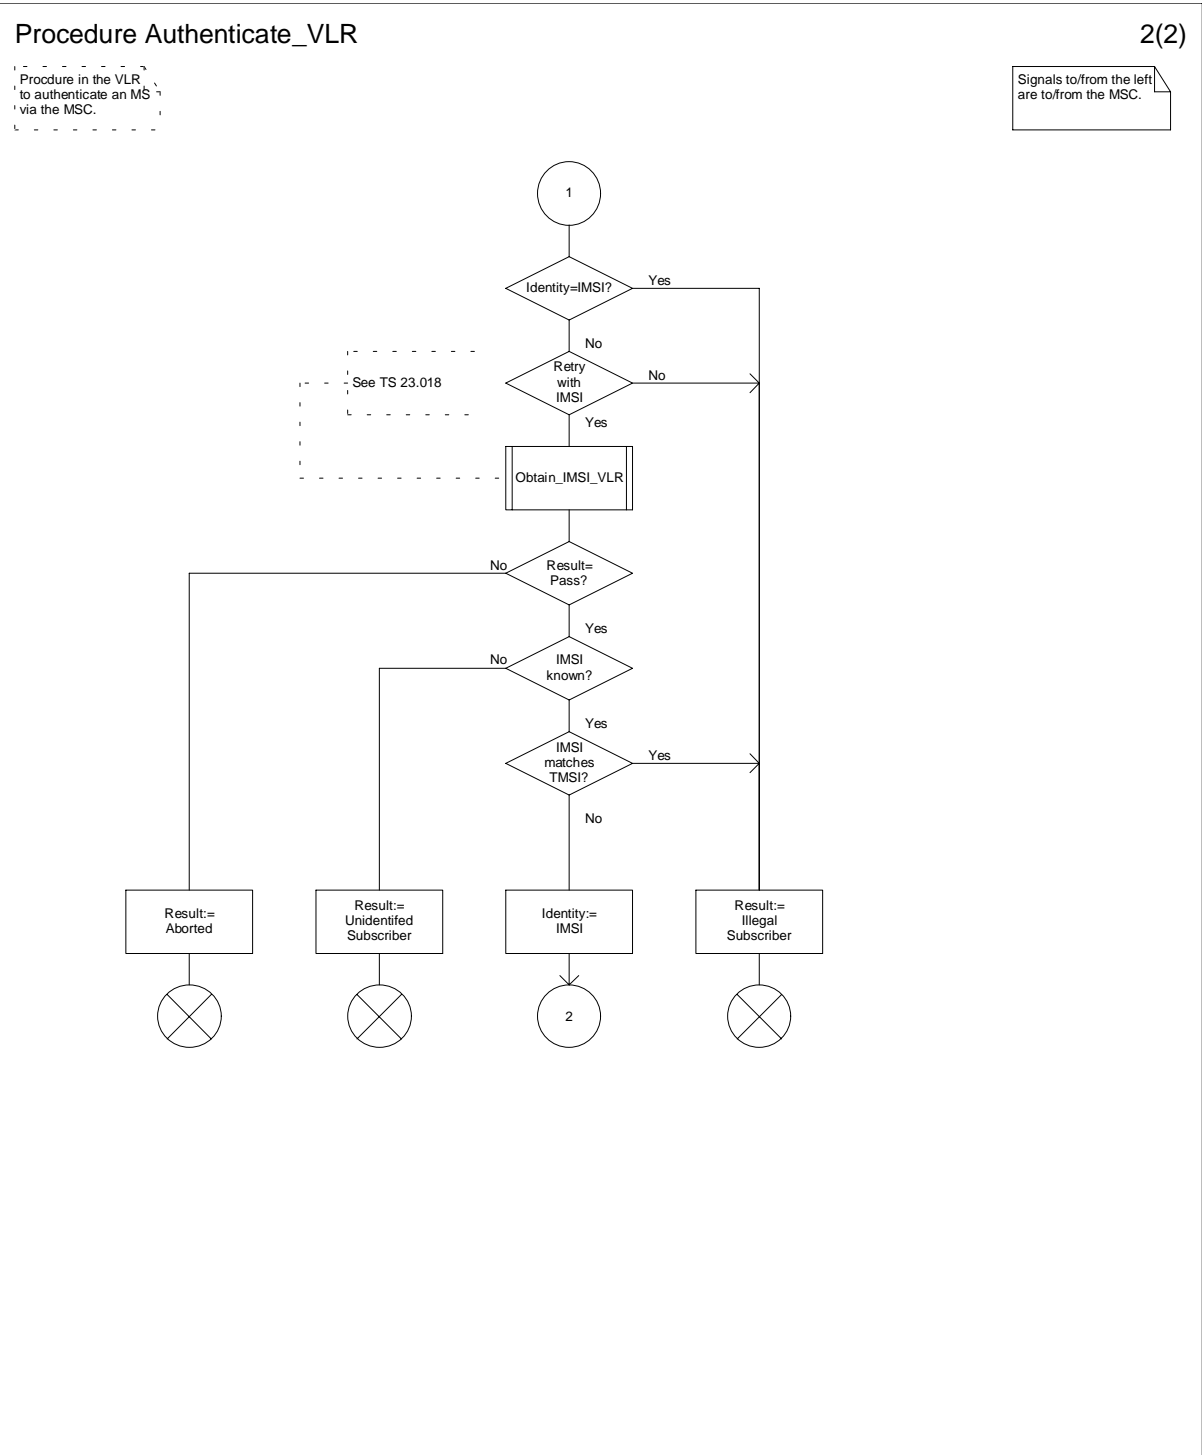 Procedure Authenticate_VLR
2(2)
Procdure in the VLR
to authenticate an MS
via the MSC.
Signals to/from the left
are to/from the MSC.
1
Identity=IMSI?
Yes
No
Retry
with
IMSI
No
See TS 23.018
Yes
Obtain_IMSI_VLR
No
Result=
Pass?
Yes
No
IMSI
known?
Yes
IMSI
matches
TMSI?
Yes
No
Result:=
Aborted
Result:=
Unidentifed
Subscriber
Identity:=
IMSI
Result:=
Illegal
Subscriber
2